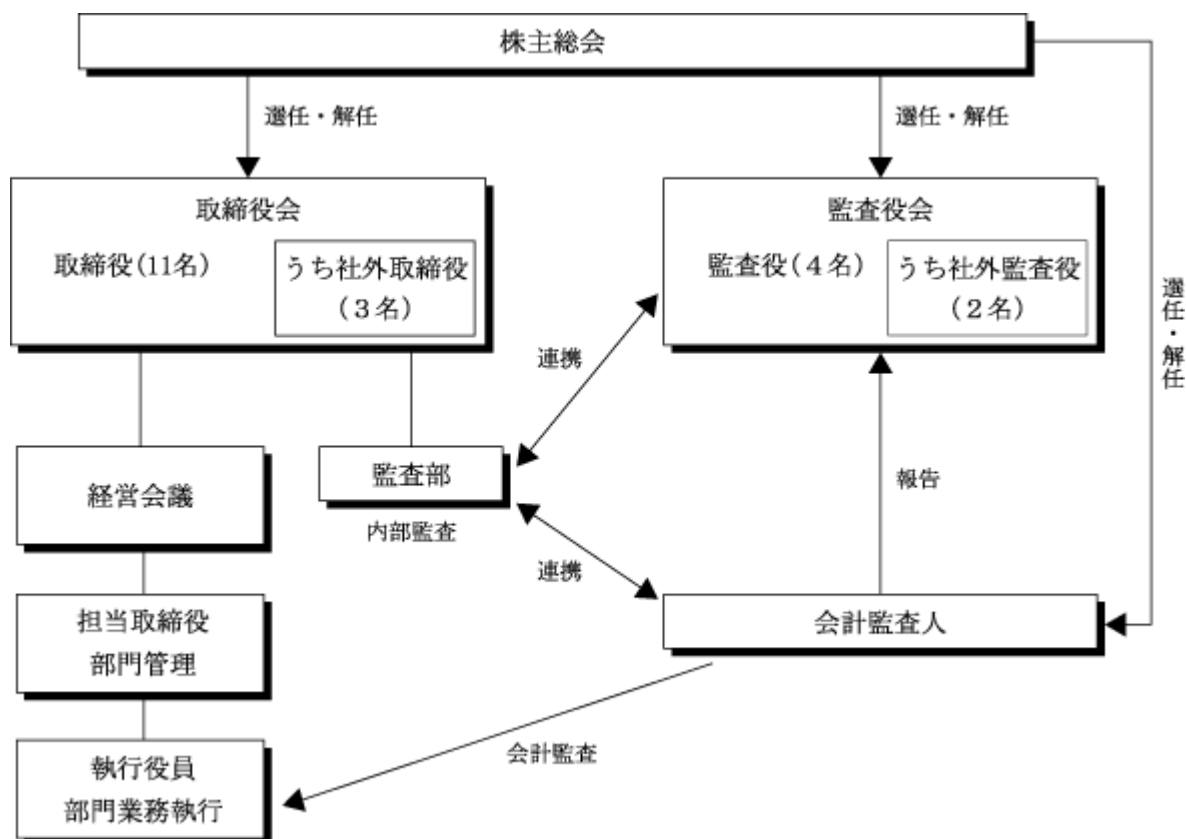 株主総会
選任・解任
選任・解任
取締役会
取締役(11名)
うち社外取締役
(3名)
監査役会
監査役(4名)
うち社外監査役
(2名)
選任・解任
連携
経営会議
監査部
内部監査
報告
連携
担当取締役
部門管理
会計監査人
会計監査
執行役員
部門業務執行